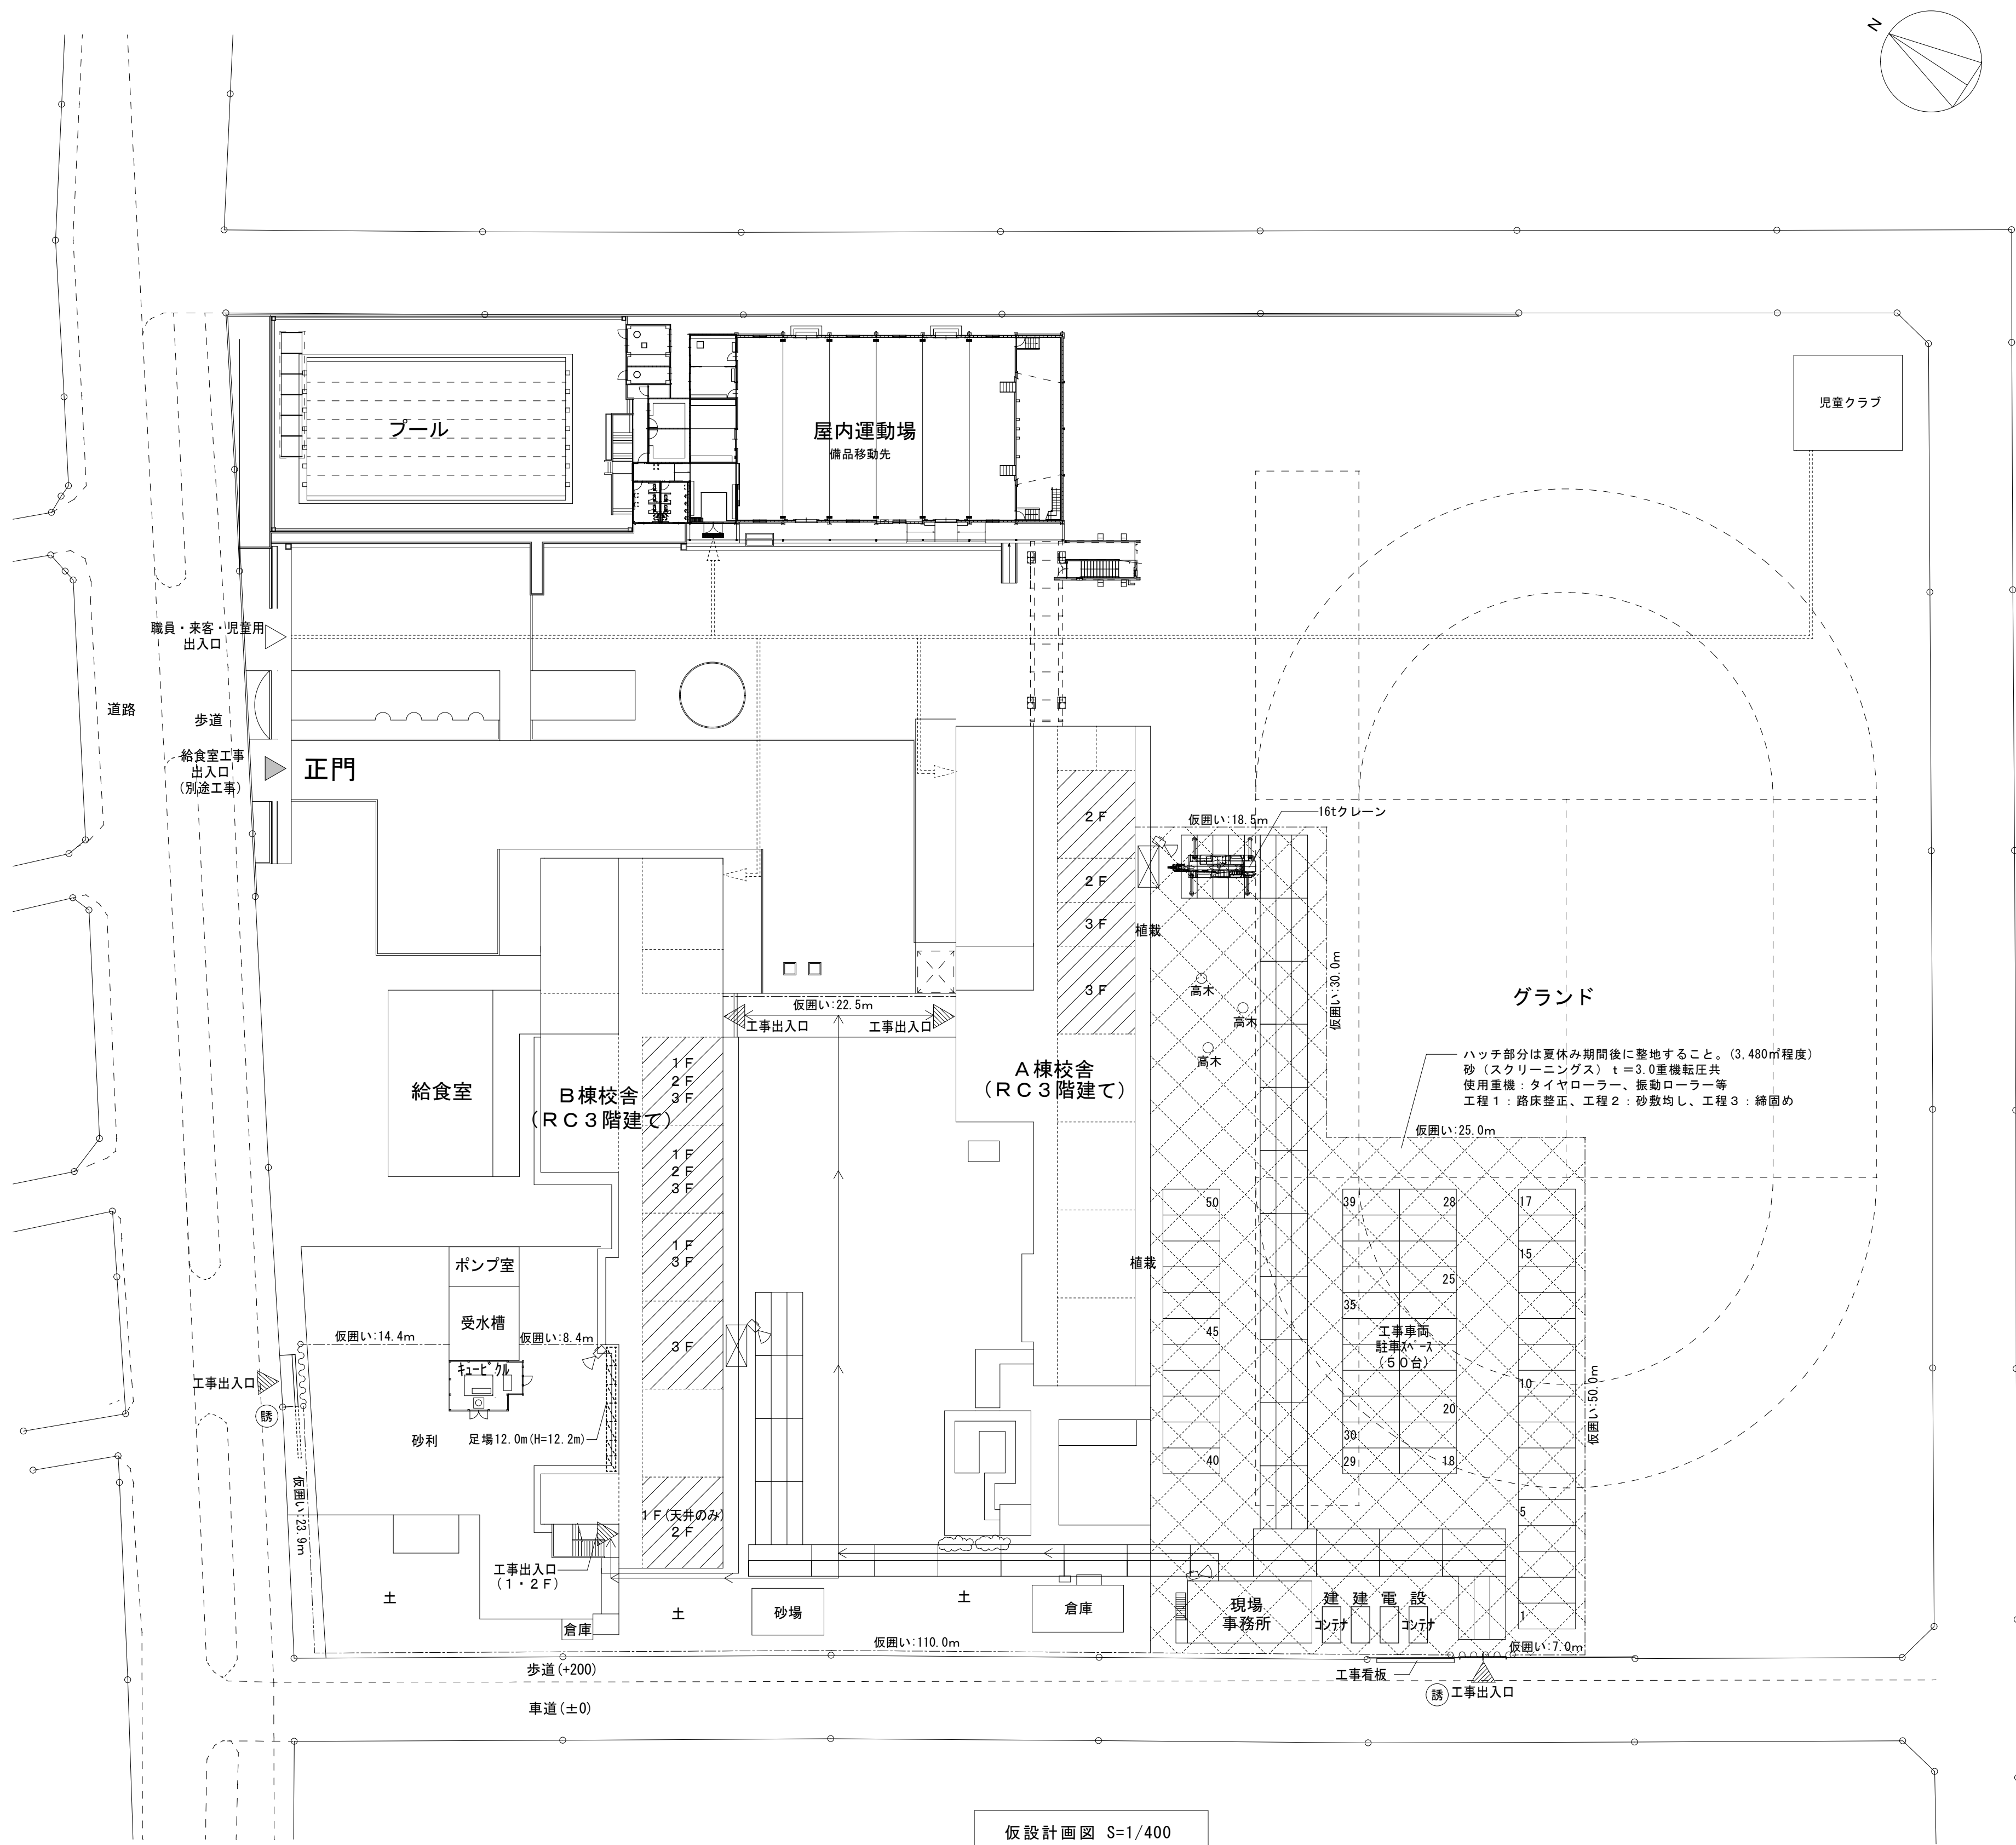 N
児童クラブ
プール
屋内運動場
備品移動先
職員・来客・児童用
出入口
道路
歩道
給食室工事
出入口
(別途工事)
正門
2F
2F
3F
3F
仮囲い:18.5m
16tクレーン
植栽
高木
高木
高木
仮囲い:30.0m
グランド
仮囲い:22.5m
工事出入口
工事出入口
ハッチ部分は夏休み期間後に整地すること。(3,480㎡程度)
砂(スクリーニングス) t=3.0重機転圧共
使用重機:タイヤローラー、振動ローラー等
工程1:路床整正、工程2:砂敷均し、工程3:締固め
給食室
B棟校舎
(RC3階建て)
1F
2F
3F
1F
2F
3F
1F
3F
3F
1F(天井のみ)
2F
A棟校舎
(RC3階建て)
仮囲い:25.0m
植栽
50
45
40
39
35
30
29
28
25
20
18
17
15
10
5
1
工事車両
駐車スペース
(50台)
仮囲い:50.0m
ポンプ室
受水槽
キュービクル
仮囲い:14.4m
仮囲い:8.4m
工事出入口
誘
砂利
足場12.0m(H=12.2m)
仮囲い:23.9m
工事出入口
(1・2F)
土
倉庫
土
砂場
土
倉庫
現場
事務所
建
建
電
設
コンテナ
コンテナ
仮囲い:110.0m
仮囲い:7.0m
歩道(+200)
工事看板
誘
工事出入口
車道(±0)
仮設計画図 S=1/400